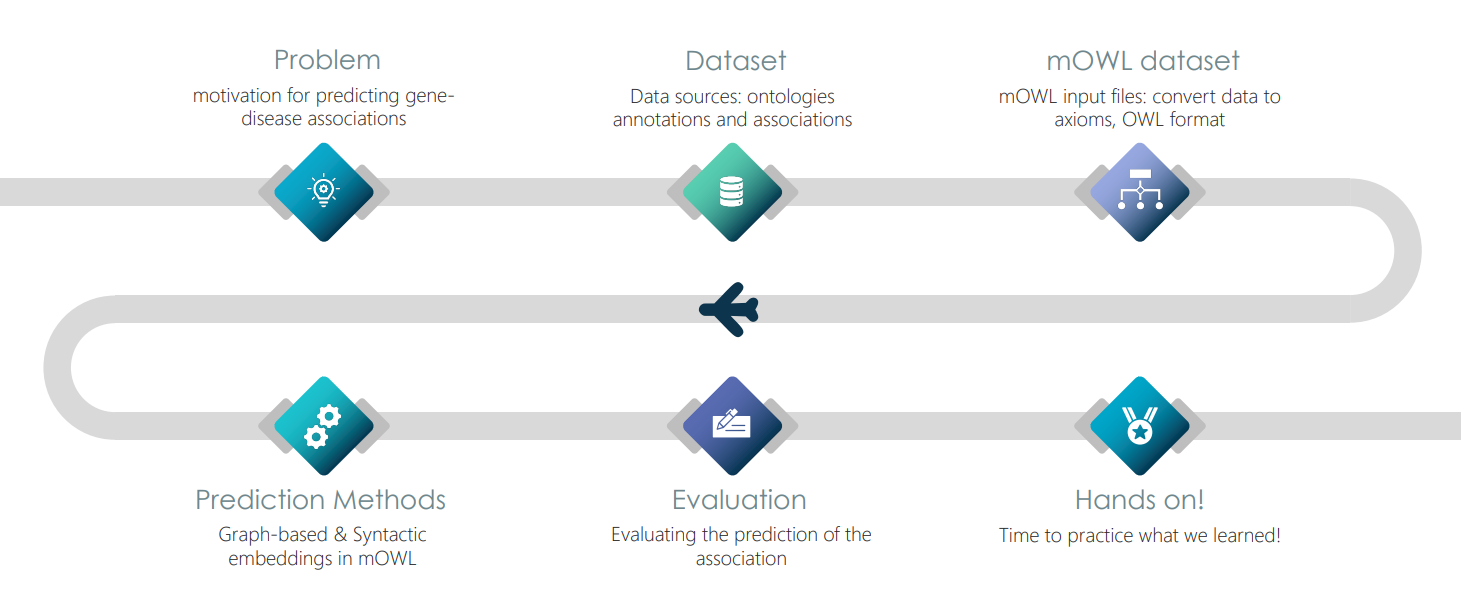 Problem
motivation for predicting gene-
disease associations
Dataset
Data sources: ontologies
annotations and associations
mOWL dataset
mOWL input files: convert data to
axioms, OWL format
Prediction Methods
Graph-based & Syntactic
embeddings in mOWL
Evaluation
Evaluating the prediction of the
association
Hands on!
Time to practice what we learned!